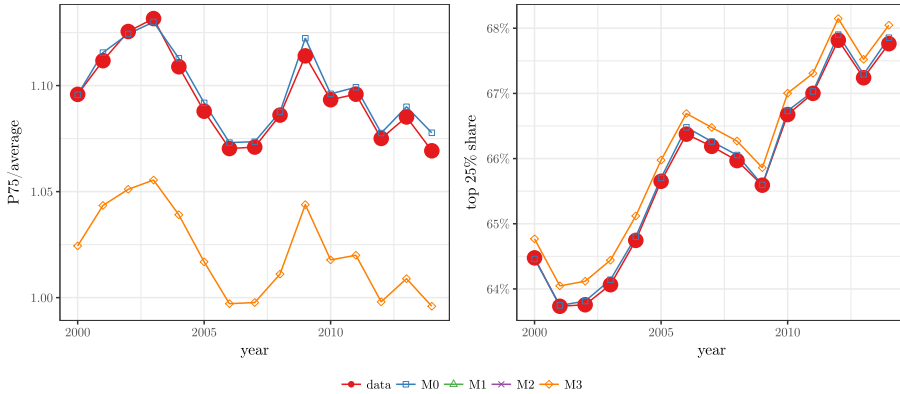 P75/average
1.10
1.05
1.00
2000 2005 2010
year
top 25% share
68%
67%
66%
65%
64%
2000 2005 2010
year
data M0 M1 M2 M3